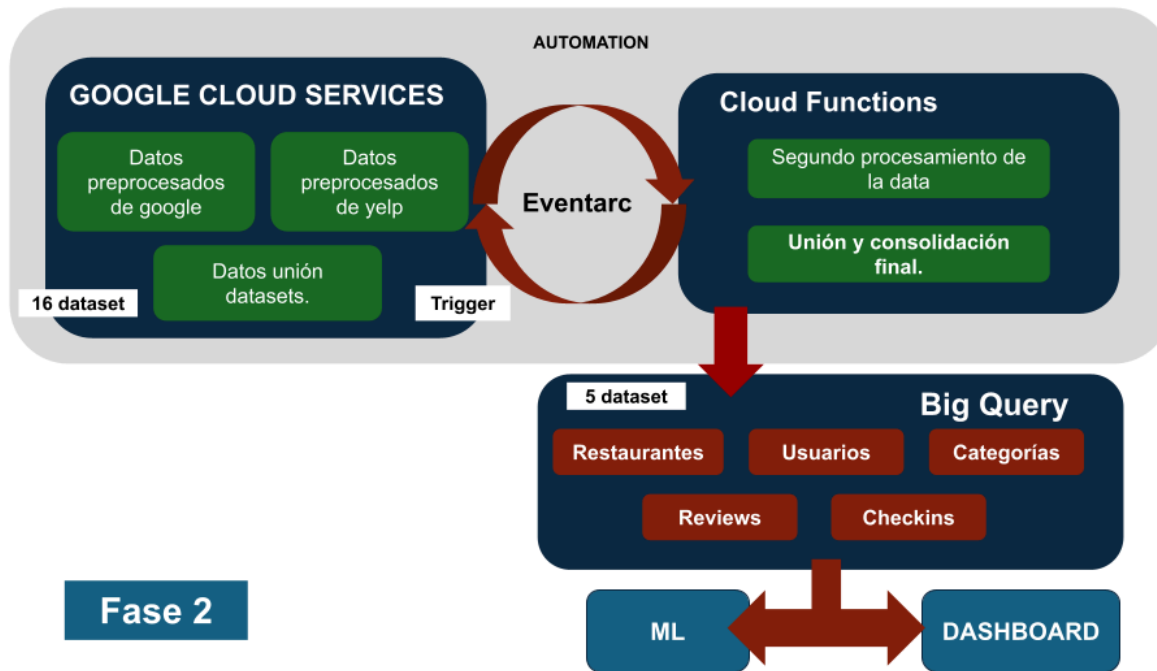 AUTOMATION
GOOGLE CLOUD SERVICES
Datos
preprocesados
de google
Datos
preprocesados
de yelp
Datos unión
datasets.
16 dataset
Trigger
Eventarc
Cloud Functions
Segundo procesamiento de
la data
Unión y consolidación
final.
5 dataset
Big Query
Restaurantes
Usuarios
Categorías
Reviews
Checkins
Fase 2
ML
DASHBOARD